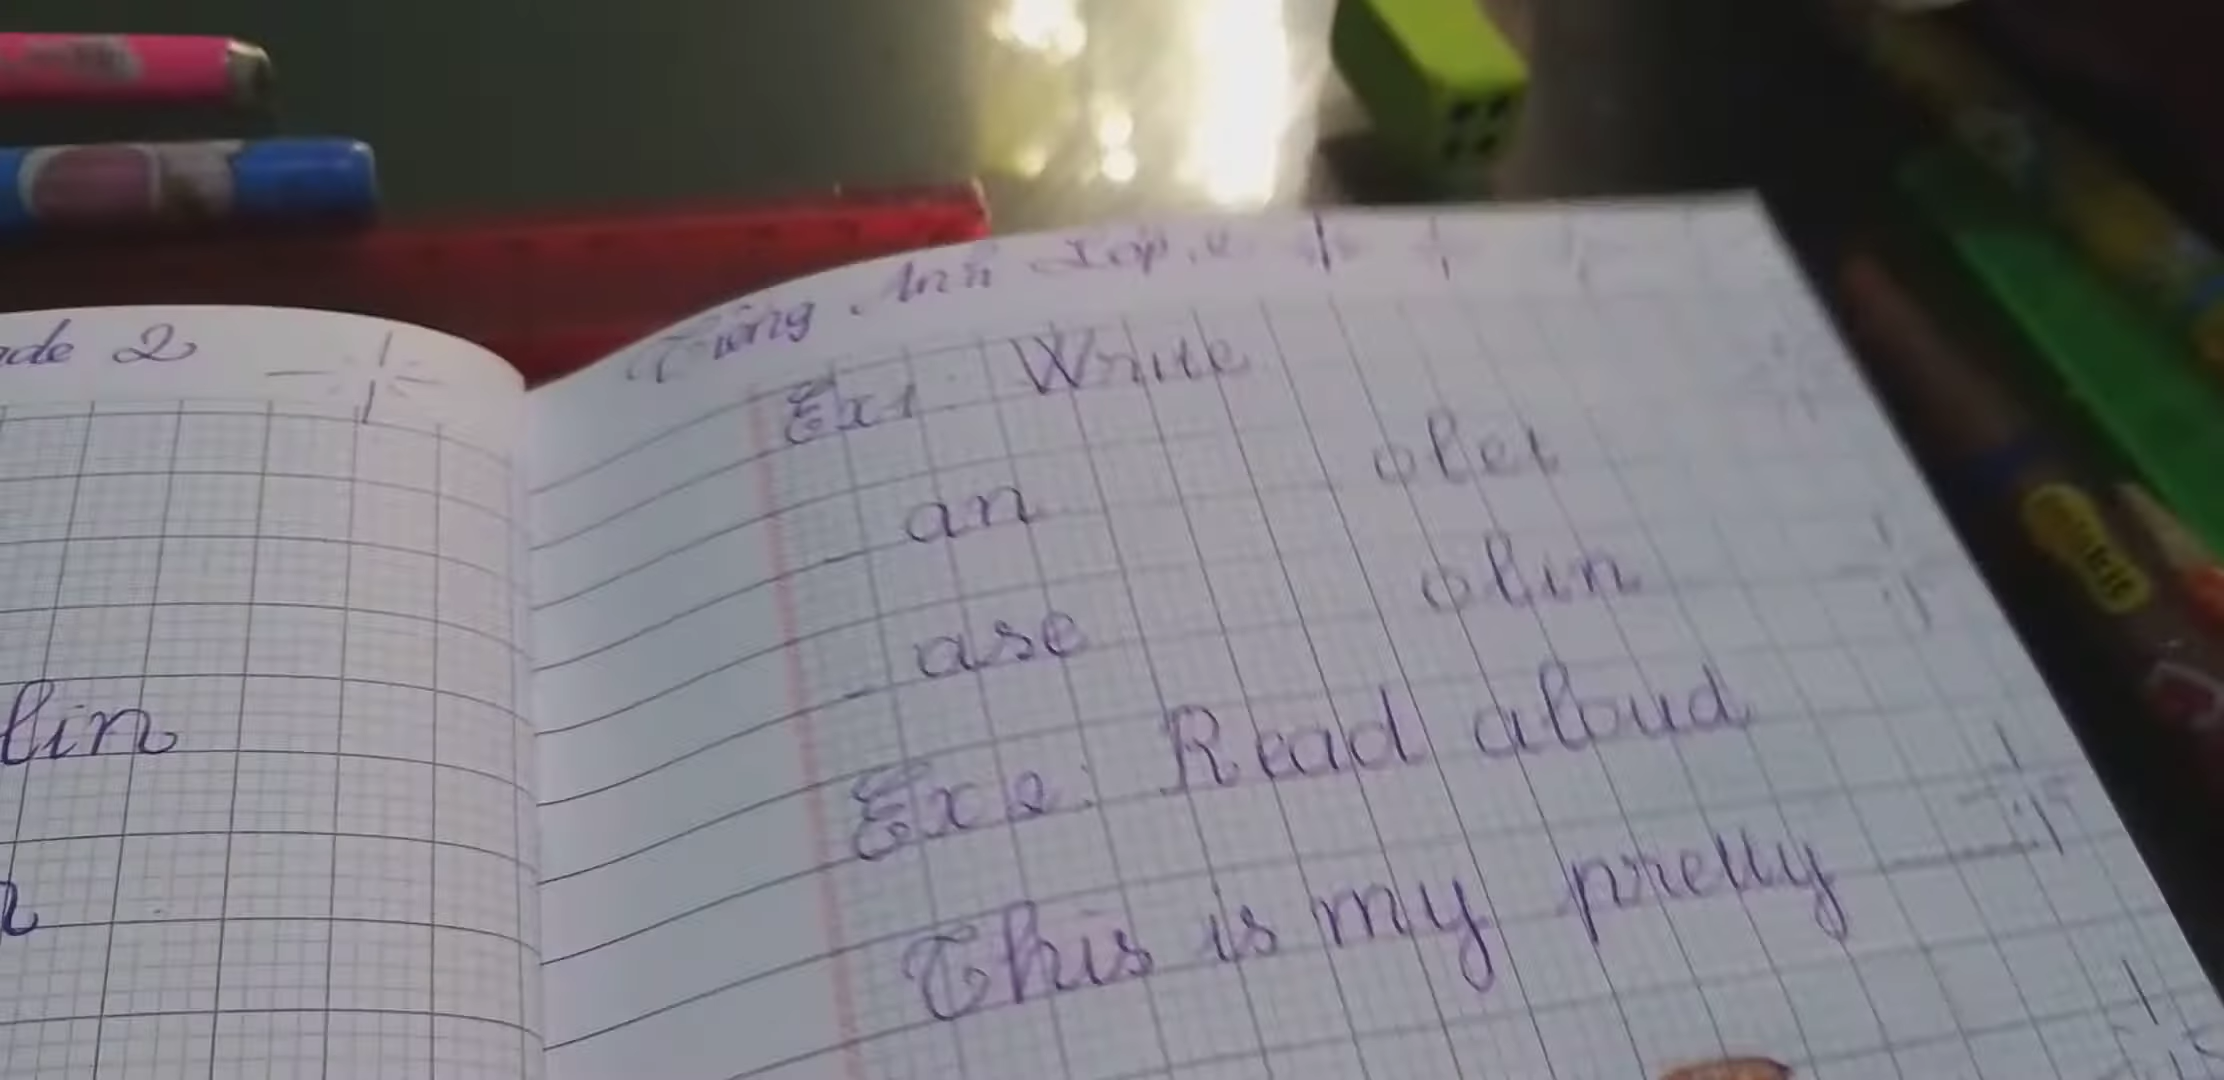 ade 2
lin
Tiếng Anh Lớp 2
Ex1: Write
_ an _ olet
_ ase _ olin
Ex2: Read aloud
This is my pretty